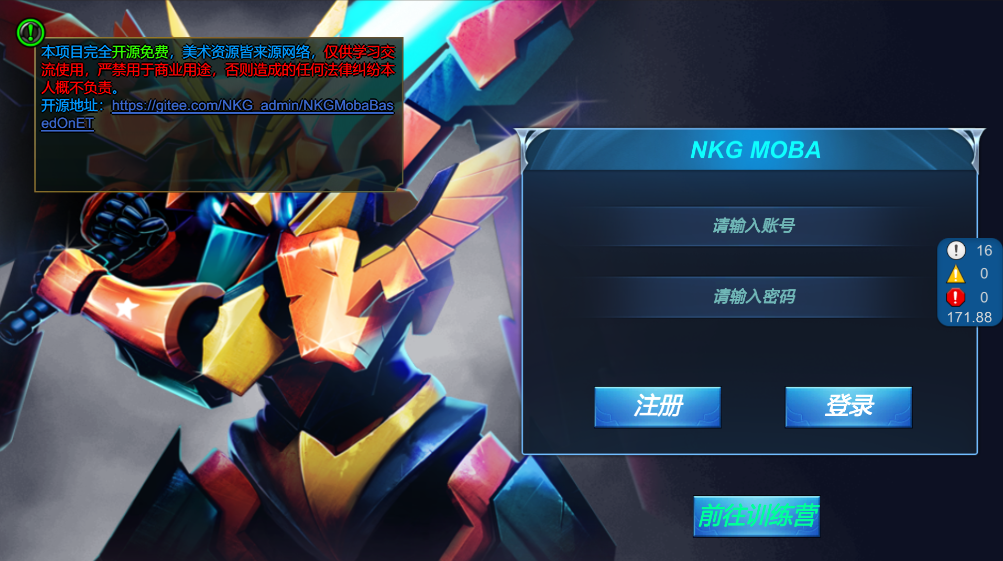 本项目完全开源免费，美术资源皆来源网络，仅供学习交
流使用，严禁用于商业用途，否则造成的任何法律纠纷本
人概不负责。
开源地址：https://gitee.com/NKG_admin/NKGMobaBas
edOnET
NKG MOBA
请输入账号
16
0
请输入密码
0
171.88
注册
登录
前往训练营